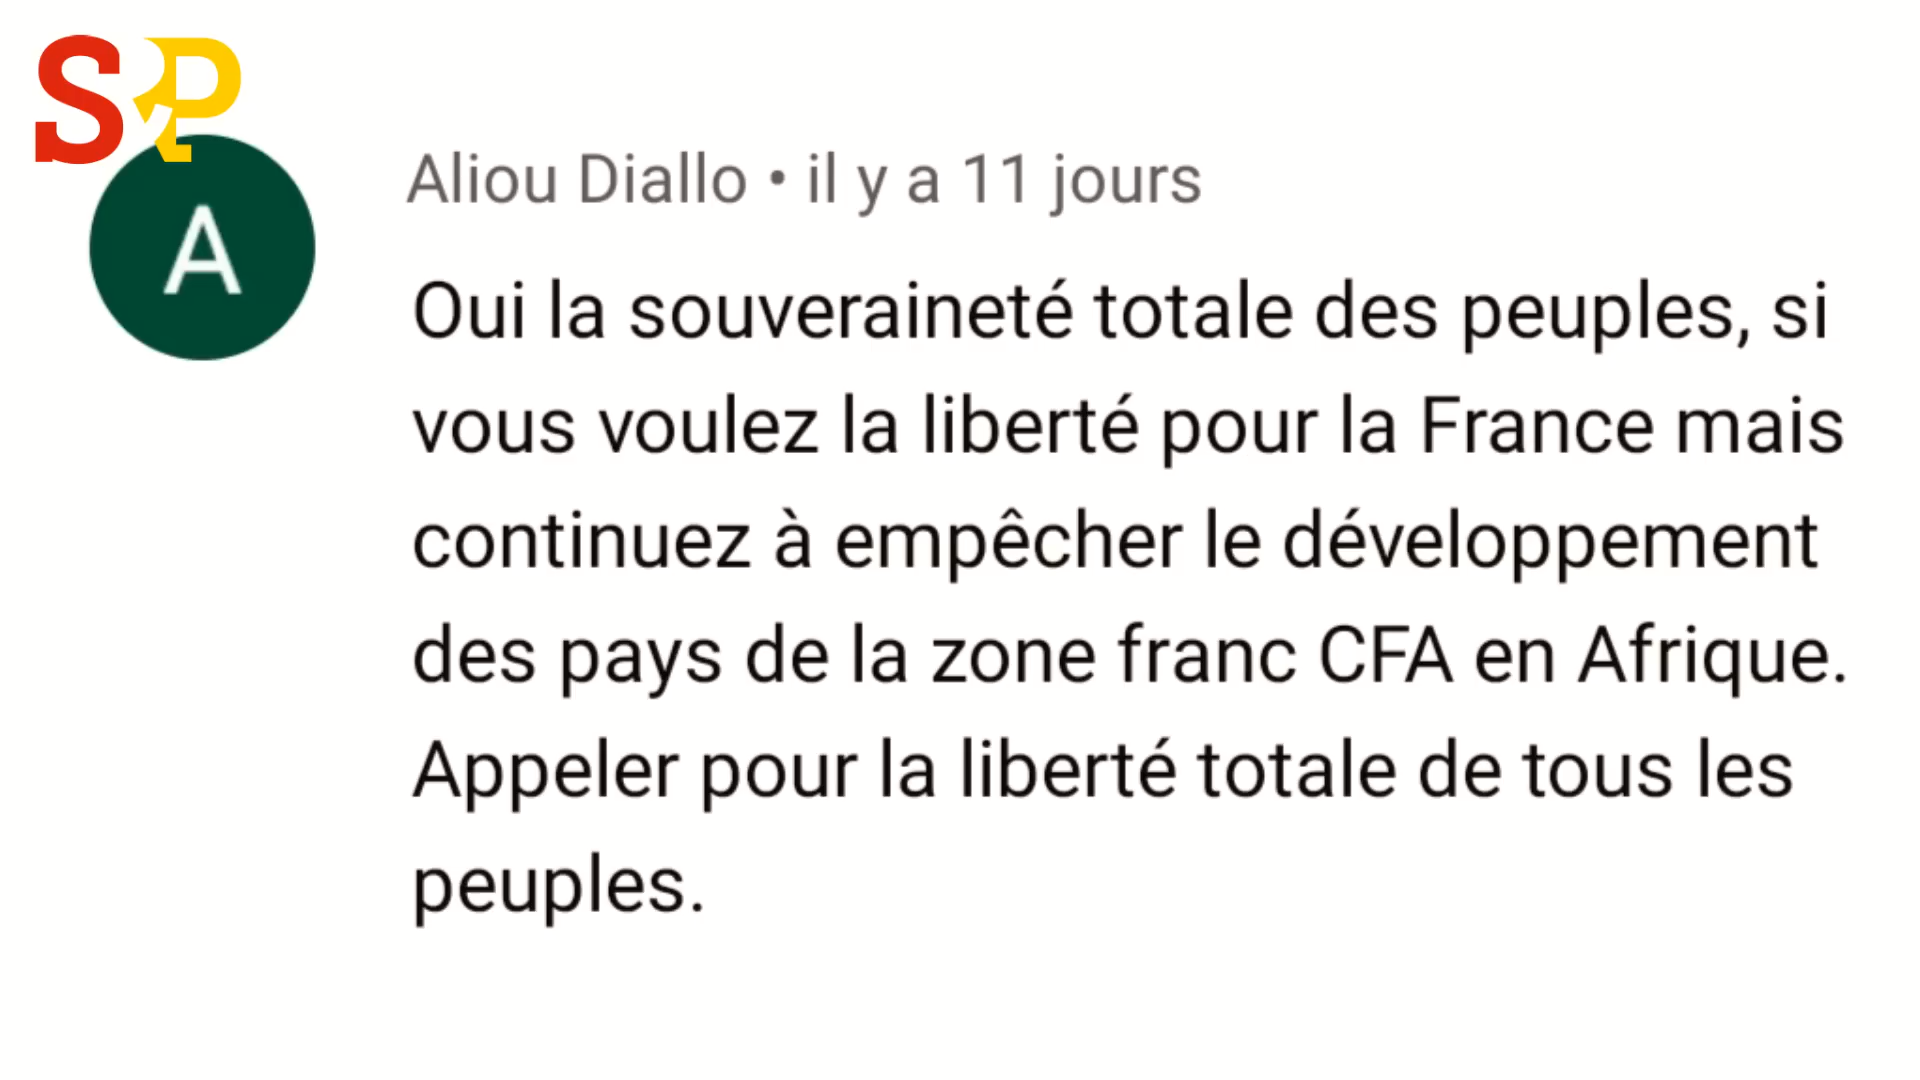 SP
A
Aliou Diallo • il y a 11 jours
Oui la souveraineté totale des peuples, si
vous voulez la liberté pour la France mais
continuez à empêcher le développement
des pays de la zone franc CFA en Afrique.
Appeler pour la liberté totale de tous les
peuples.